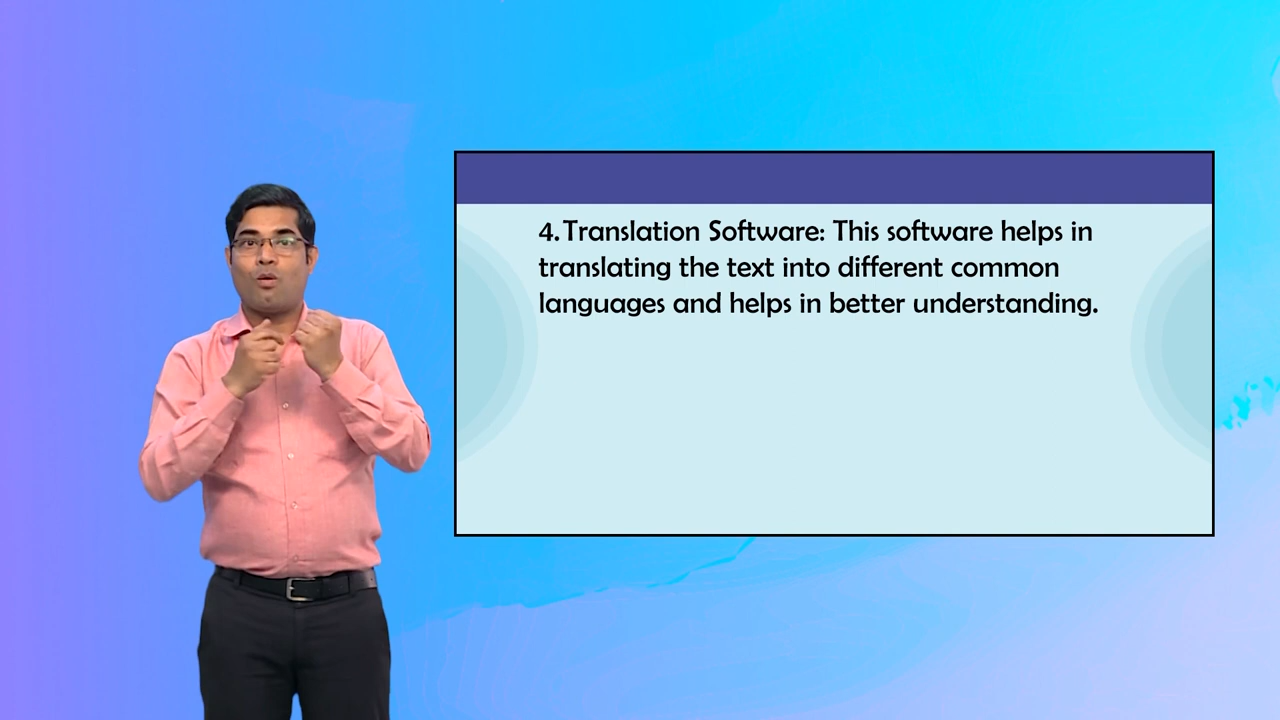 4. Translation Software: This software helps in
translating the text into different common
languages and helps in better understanding.